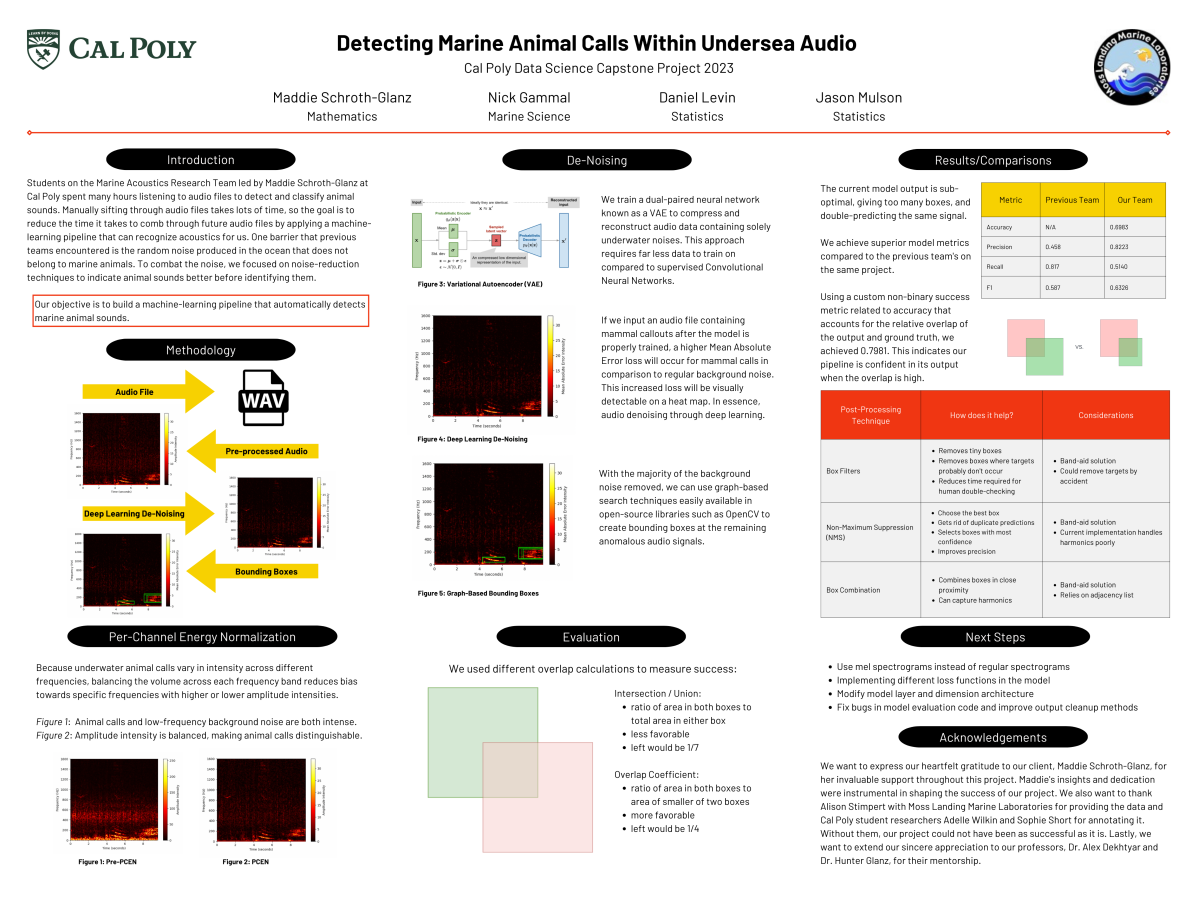 LEARN BY DOING
CAL POLY
Detecting Marine Animal Calls Within Undersea Audio
Cal Poly Data Science Capstone Project 2023
Moss Landing Marine Laboratories
Maddie Schroth-Glanz
Mathematics
Nick Gammal
Marine Science
Daniel Levin
Statistics
Jason Mulson
Statistics
Introduction
Students on the Marine Acoustics Research Team led by Maddie Schroth-Glanz at
Cal Poly spent many hours listening to audio files to detect and classify animal
sounds. Manually sifting through audio files takes lots of time, so the goal is to
reduce the time it takes to comb through future audio files by applying a machine-
learning pipeline that can recognize acoustics for us. One barrier that previous
teams encountered is the random noise produced in the ocean that does not
belong to marine animals. To combat the noise, we focused on noise-reduction
techniques to indicate animal sounds better before identifying them.
Our objective is to build a machine-learning pipeline that automatically detects
marine animal sounds.
Methodology
Audio File
WAV
Pre-processed Audio
Deep Learning De-Noising
Bounding Boxes
Per-Channel Energy Normalization
Because underwater animal calls vary in intensity across different
frequencies, balancing the volume across each frequency band reduces bias
towards specific frequencies with higher or lower amplitude intensities.
Figure 1: Animal calls and low-frequency background noise are both intense.
Figure 2: Amplitude intensity is balanced, making animal calls distinguishable.
Frequency (Hz)
Time (seconds)
Amplitude Intensity
Figure 1: Pre-PCEN
Frequency (Hz)
Time (seconds)
Amplitude Intensity
Figure 2: PCEN
De-Noising
Input
Ideally they are identical.
x ≈ x'
Reconstructed
input
Probabilistic Encoder
Mean
μ
Sampled
latent vector
x
z
Probabilistic
Decoder
x'
Std. dev
σ
An compressed low dimensional
representation of the input.
Figure 3: Variational Autoencoder (VAE)
We train a dual-paired neural network
known as a VAE to compress and
reconstruct audio data containing solely
underwater noises. This approach
requires far less data to train on
compared to supervised Convolutional
Neural Networks.
Frequency (Hz)
Time (seconds)
Mean Absolute Error Intensity
Figure 4: Deep Learning De-Noising
If we input an audio file containing
mammal callouts after the model is
properly trained, a higher Mean Absolute
Error loss will occur for mammal calls in
comparison to regular background noise.
This increased loss will be visually
detectable on a heat map. In essence,
audio denoising through deep learning.
Frequency (Hz)
Time (seconds)
Mean Absolute Error Intensity
Figure 5: Graph-Based Bounding Boxes
With the majority of the background
noise removed, we can use graph-based
search techniques easily available in
open-source libraries such as OpenCV to
create bounding boxes at the remaining
anomalous audio signals.
Evaluation
We used different overlap calculations to measure success:
Intersection / Union:
• ratio of area in both boxes to
total area in either box
• less favorable
• left would be 1/7
Overlap Coefficient:
• ratio of area in both boxes to
area of smaller of two boxes
• more favorable
• left would be 1/4
Results/Comparisons
The current model output is sub-
optimal, giving too many boxes, and
double-predicting the same signal.
We achieve superior model metrics
compared to the previous team's on
the same project.
Using a custom non-binary success
metric related to accuracy that
accounts for the relative overlap of
the output and ground truth, we
achieved 0.7981. This indicates our
pipeline is confident in its output
when the overlap is high.
Metric Previous Team Our Team
Accuracy N/A 0.6983
Precision 0.458 0.8223
Recall 0.817 0.5140
F1 0.587 0.6326
VS.
Post-Processing
Technique
How does it help?
Considerations
Box Filters
• Removes tiny boxes
• Removes boxes where targets
probably don't occur
• Reduces time required for
human double-checking
• Band-aid solution
• Could remove targets by
accident
Non-Maximum Suppression
(NMS)
• Choose the best box
• Gets rid of duplicate predictions
• Selects boxes with most
confidence
• Improves precision
• Band-aid solution
• Current implementation handles
harmonics poorly
Box Combination
• Combines boxes in close
proximity
• Can capture harmonics
• Band-aid solution
• Relies on adjacency list
Next Steps
• Use mel spectrograms instead of regular spectrograms
• Implementing different loss functions in the model
• Modify model layer and dimension architecture
• Fix bugs in model evaluation code and improve output cleanup methods
Acknowledgements
We want to express our heartfelt gratitude to our client, Maddie Schroth-Glanz, for
her invaluable support throughout this project. Maddie's insights and dedication
were instrumental in shaping the success of our project. We also want to thank
Alison Stimpert with Moss Landing Marine Laboratories for providing the data and
Cal Poly student researchers Adelle Wilkin and Sophie Short for annotating it.
Without them, our project could not have been as successful as it is. Lastly, we
want to extend our sincere appreciation to our professors, Dr. Alex Dekhtyar and
Dr. Hunter Glanz, for their mentorship.